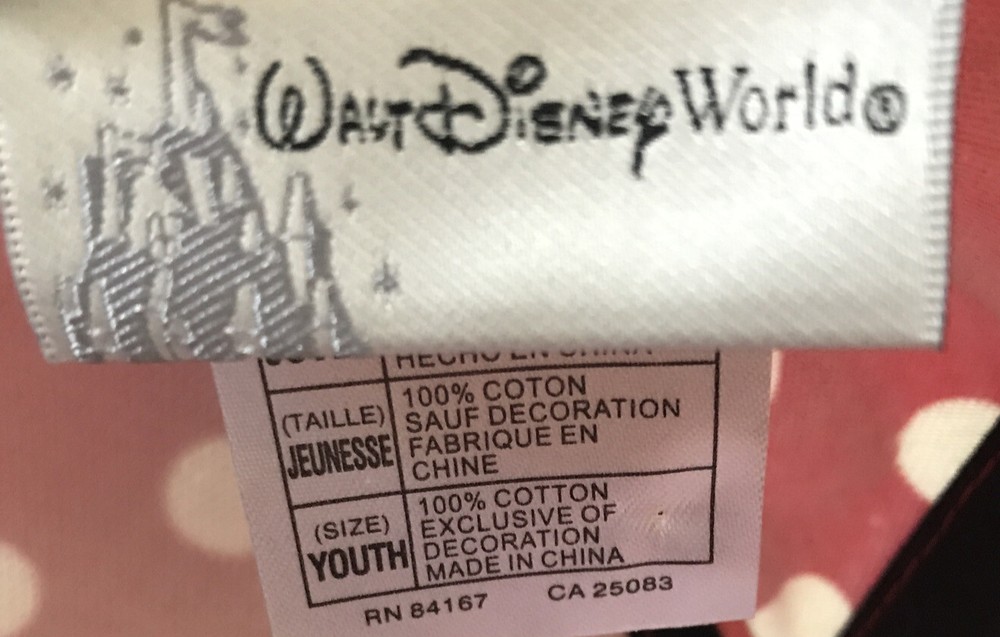 Walt Disney World®
HECHO EN CHINA
(TAILLE)
JEUNESSE
100% COTON
SAUF DECORATION
FABRIQUE EN
CHINE
(SIZE)
YOUTH
100% COTTON
EXCLUSIVE OF
DECORATION
MADE IN CHINA
RN 84167 CA 25083